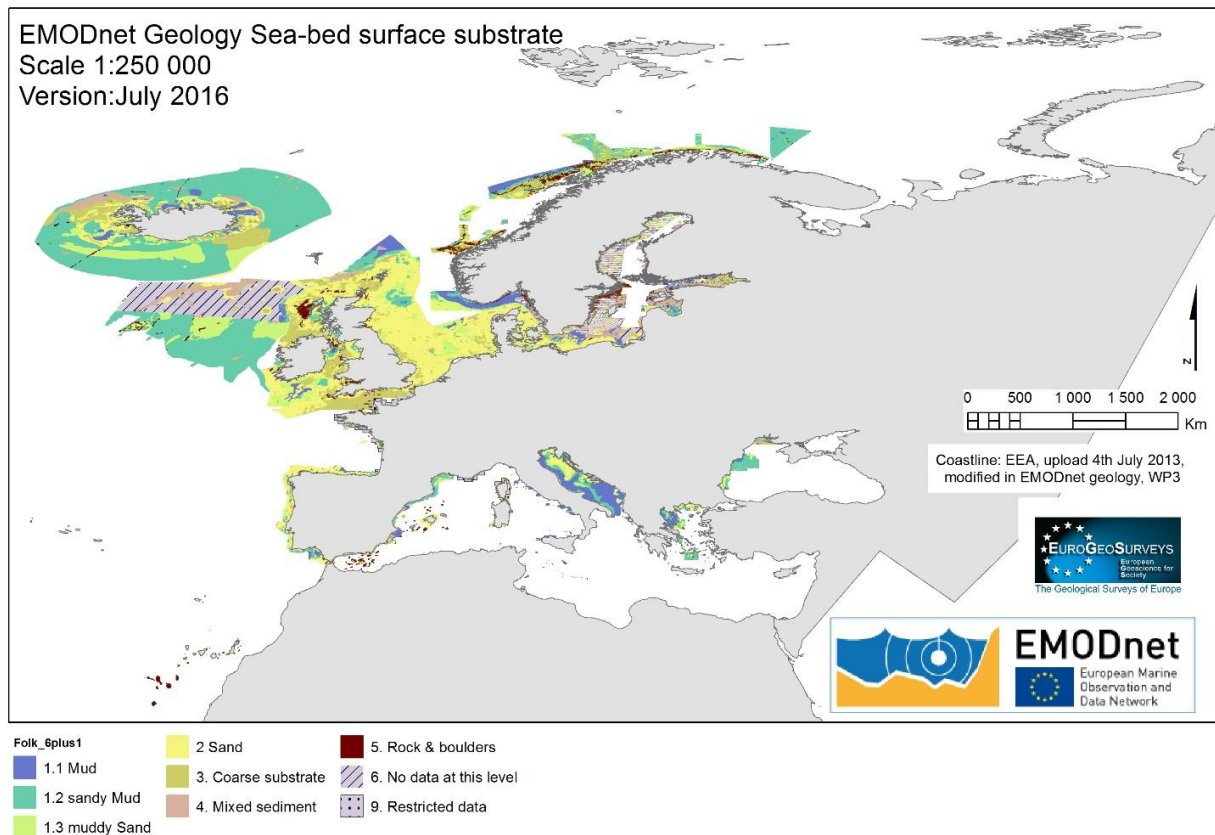 EMODnet Geology Sea-bed surface substrate
Scale 1:250 000
Version:July 2016
N
0 500 1 000 1 500 2 000
Km
Coastline: EEA, upload 4th July 2013,
modified in EMODnet geology, WP3
EUROGEOSURVEYS
European
Geoscience for
Society
The Geological Surveys of Europe
EMODnet
European Marine
Observation and
Data Network
Folk_6plus1
1.1 Mud
1.2 sandy Mud
1.3 muddy Sand
2 Sand
3. Coarse substrate
4. Mixed sediment
5. Rock & boulders
6. No data at this level
9. Restricted data